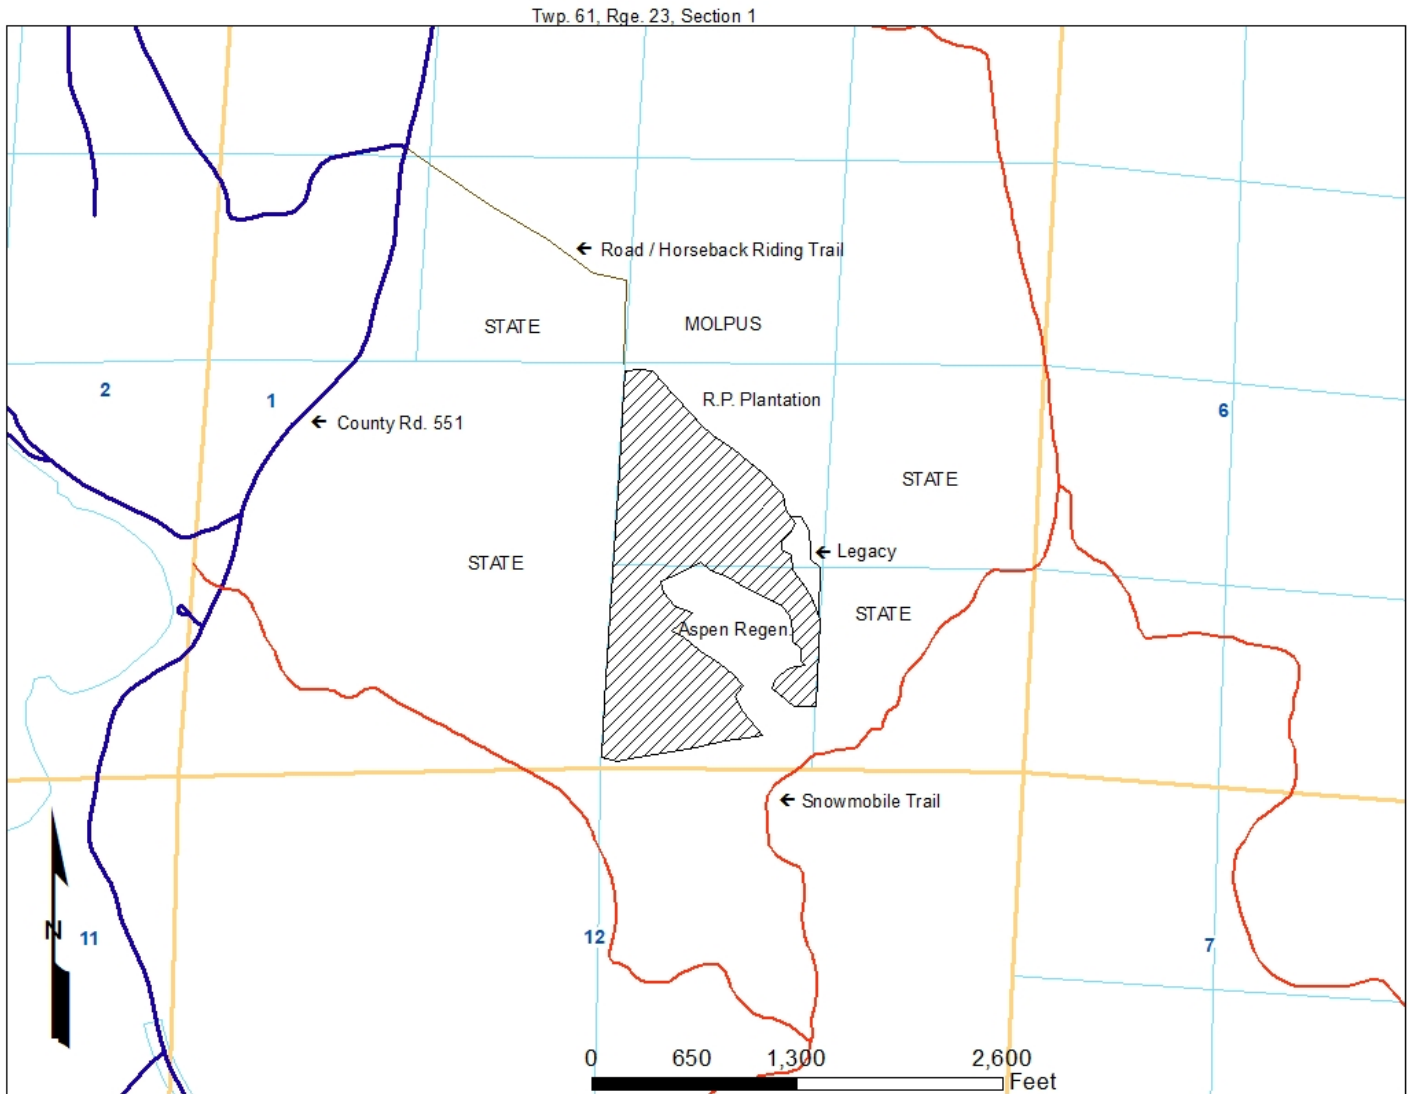 Twp. 61, Rge. 23, Section 1
← Road / Horseback Riding Trail
STATE
MOLPUS
2
1
R.P. Plantation
6
← County Rd. 551
STATE
← Legacy
STATE
STATE
Aspen Regen
← Snowmobile Trail
N
11
12
7
0 650 1,300 2,600
Feet